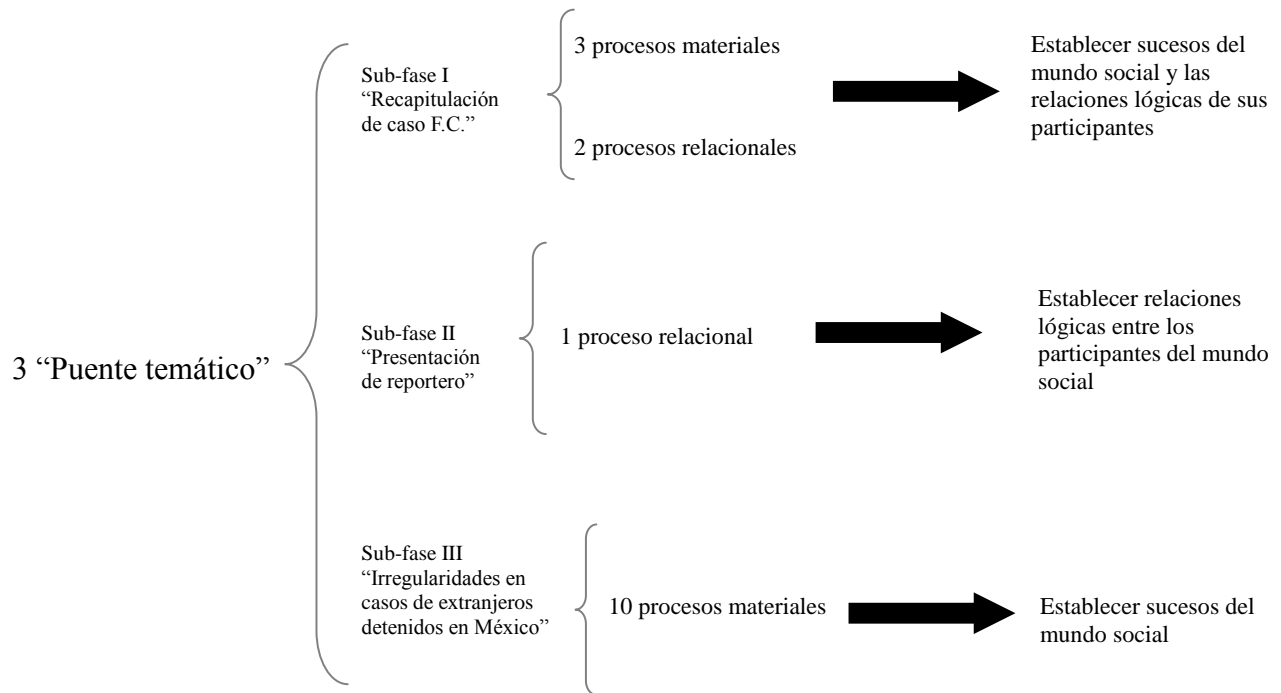 3 “Puente temático”
Sub-fase I
“Recapitulación
de caso F.C.”
3 procesos materiales
2 procesos relacionales
Establecer sucesos del
mundo social y las
relaciones lógicas de sus
participantes
Sub-fase II
“Presentación
de reportero”
1 proceso relacional
Establecer relaciones
lógicas entre los
participantes del mundo
social
Sub-fase III
“Irregularidades en
casos de extranjeros
detenidos en México”
10 procesos materiales
Establecer sucesos del
mundo social